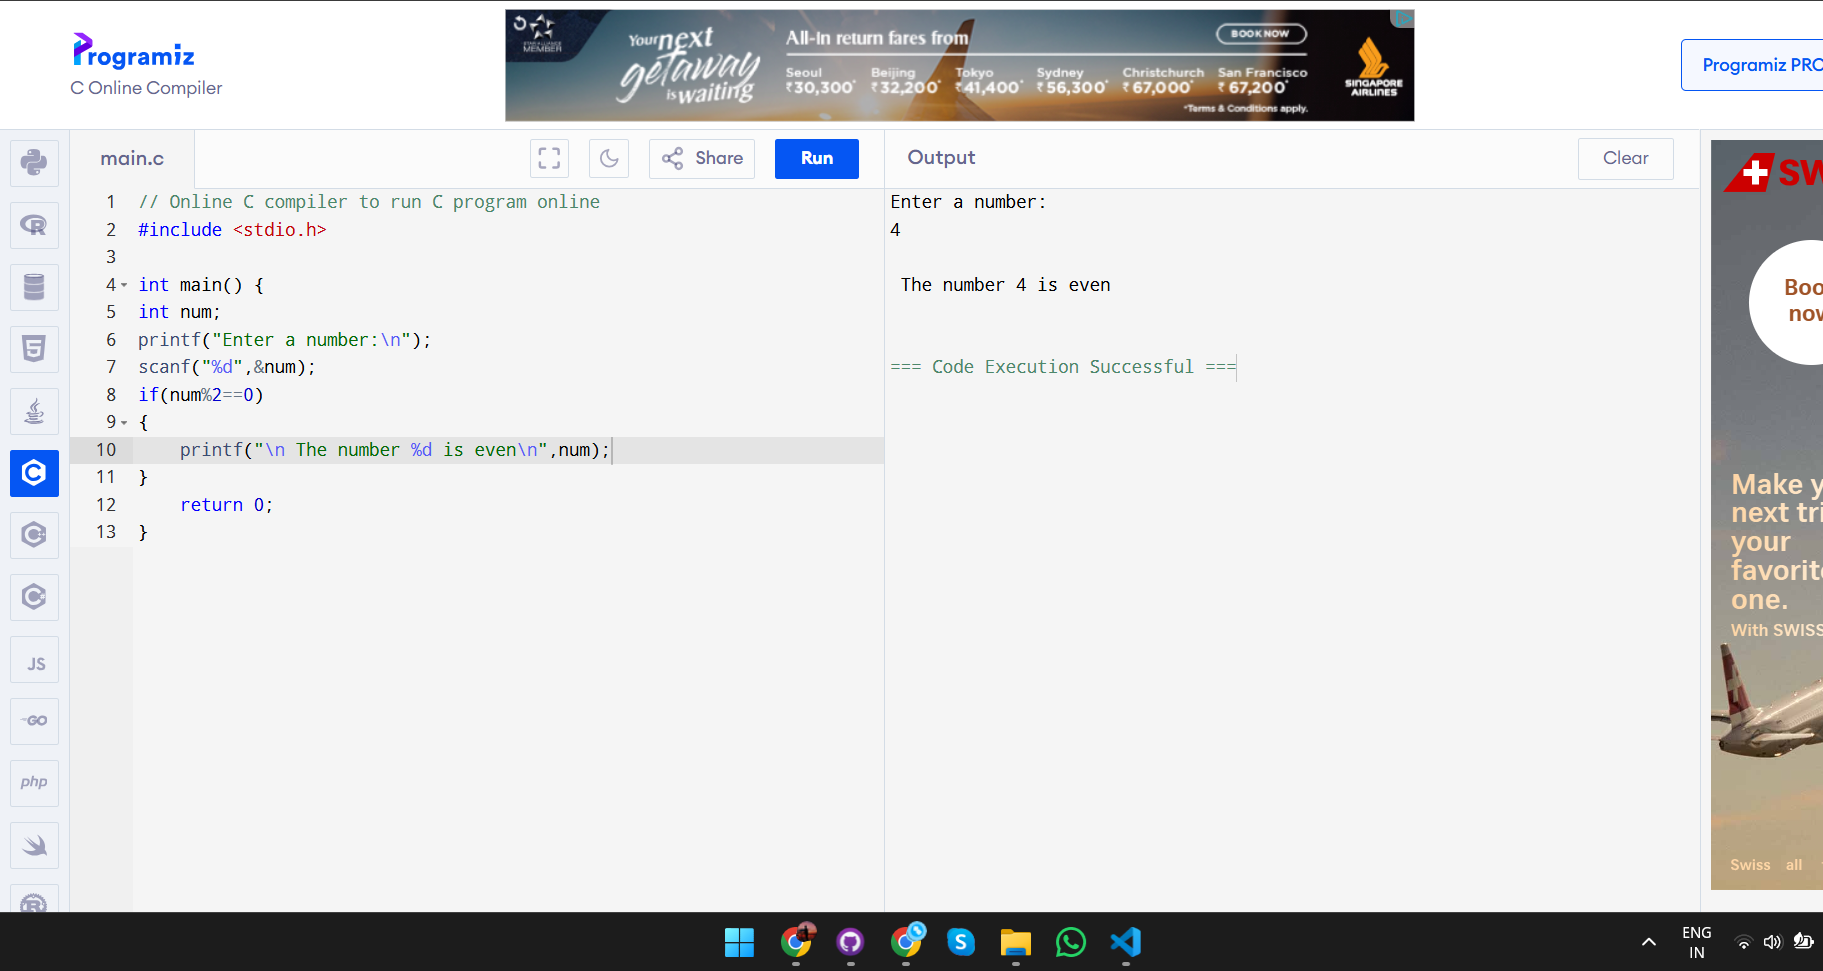 Programiz
C Online Compiler
STAR ALLIANCE
MEMBER
Your next
getaway
is waiting
All-In return fares from
BOOK NOW
Seoul Beijing Tokyo Sydney Christchurch San Francisco
₹30,300* ₹32,200* ₹41,400* ₹56,300* ₹67,000* ₹67,200*
*Terms & Conditions apply.
SINGAPORE
AIRLINES
Programiz PRO
main.c
Share
Run
Output
Clear
1 // Online C compiler to run C program online
2 #include <stdio.h>
3
4 int main() {
5 int num;
6 printf("Enter a number:\n");
7 scanf("%d",&num);
8 if(num%2==0)
9 {
10     printf("\n The number %d is even\n",num);
11 }
12     return 0;
13 }
Enter a number:
4
The number 4 is even
=== Code Execution Successful ===
JS
GO
php
SW
Boo
nov
Make y
next tri
your
favorite
one.
With SWISS
Swiss all
ENG
IN